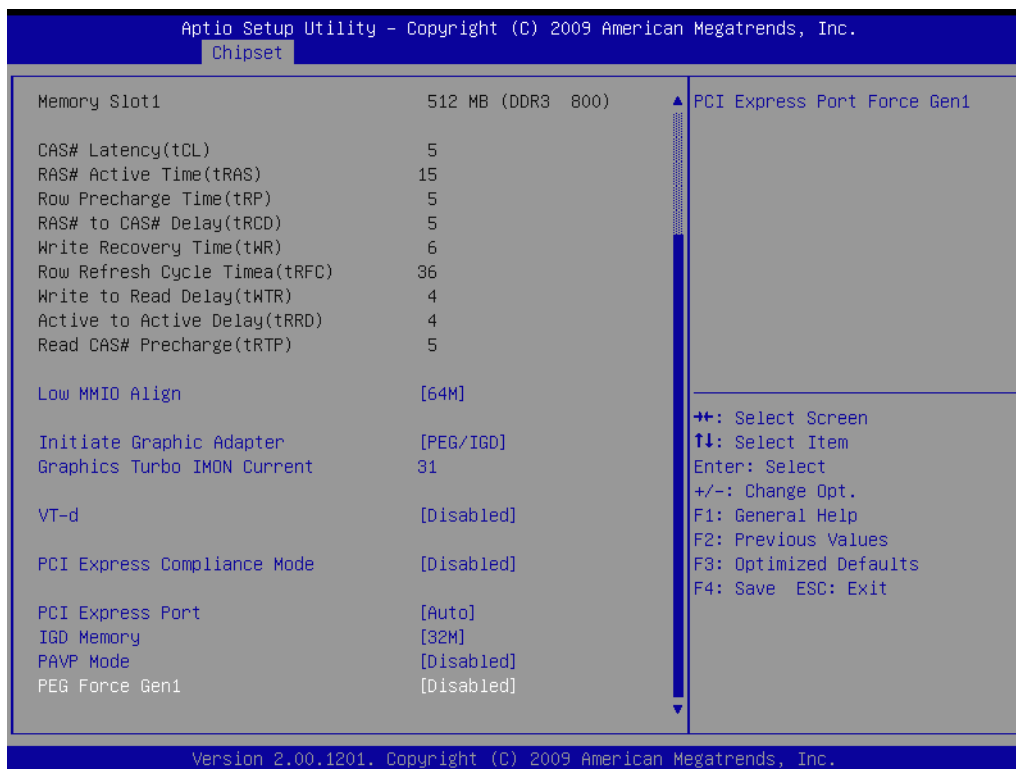 Aptio Setup Utility – Copyright (C) 2009 American Megatrends, Inc.
Chipset
Memory Slot1 512 MB (DDR3 800)
CAS# Latency(tCL) 5
RAS# Active Time(tRAS) 15
Row Precharge Time(tRP) 5
RAS# to CAS# Delay(tRCD) 5
Write Recovery Time(tWR) 6
Row Refresh Cycle Timea(tRFC) 36
Write to Read Delay(tWTR) 4
Active to Active Delay(tRRD) 4
Read CAS# Precharge(tRTP) 5
Low MMIO Align [64M]
Initiate Graphic Adapter [PEG/IGD]
Graphics Turbo IMON Current 31
VT-d [Disabled]
PCI Express Compliance Mode [Disabled]
PCI Express Port [Auto]
IGD Memory [32M]
PAVP Mode [Disabled]
PEG Force Gen1 [Disabled]
PCI Express Port Force Gen1
→←: Select Screen
↑↓: Select Item
Enter: Select
+/-: Change Opt.
F1: General Help
F2: Previous Values
F3: Optimized Defaults
F4: Save ESC: Exit
Version 2.00.1201. Copyright (C) 2009 American Megatrends, Inc.